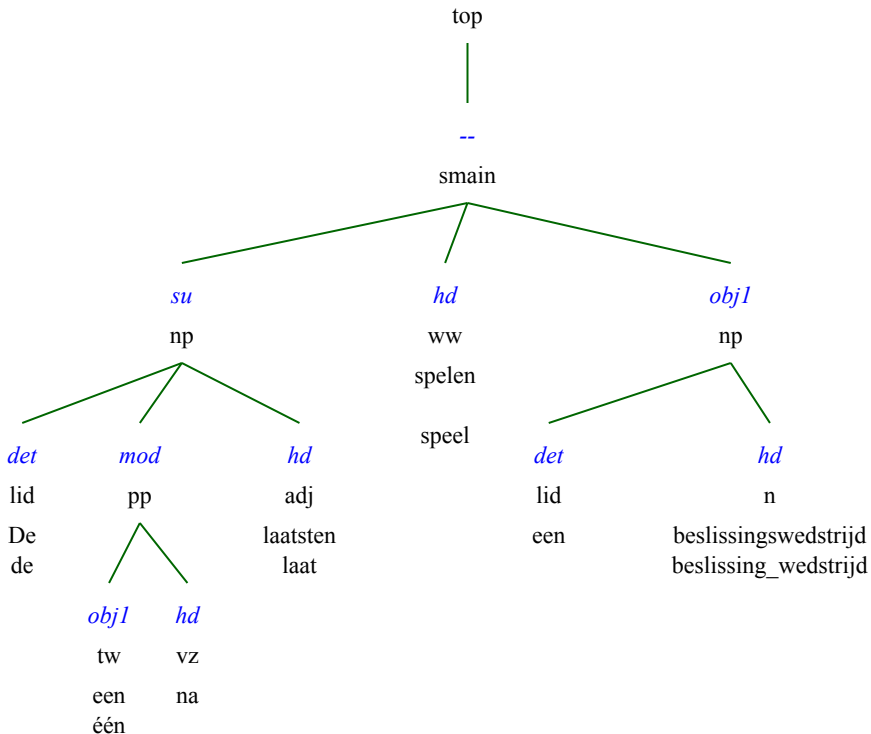 top
--
smain
su hd obj1
np ww np
spelen
speel
det mod hd det hd
lid pp adj lid n
De laatsten een beslissingswedstrijd
de laat beslissing_wedstrijd
obj1 hd
tw vz
een na
één